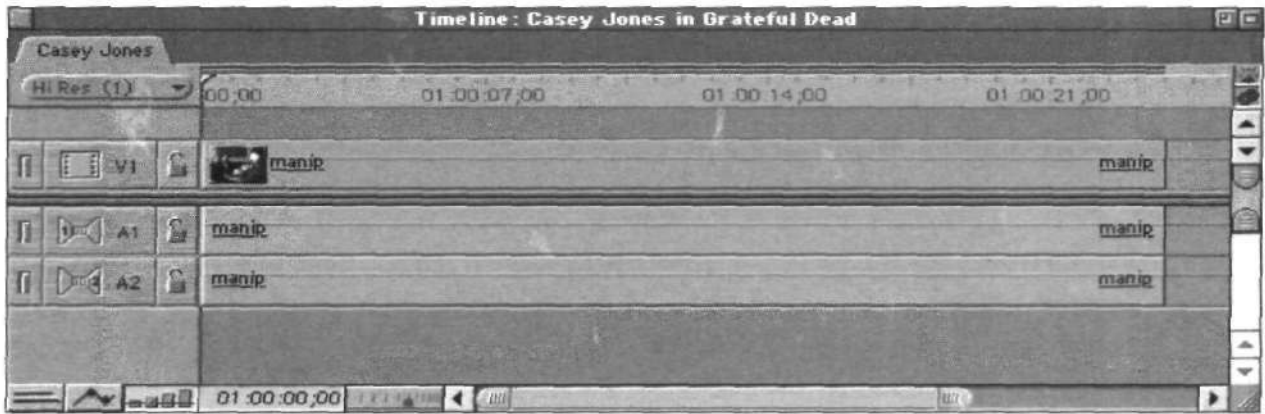 Timeline: Casey Jones in Grateful Dead
Casey Jones
Hi Res (1)
00;00 01:00:07;00 01:00:14;00 01:00:21;00
V1 manip manip
A1 manip manip
A2 manip manip
01:00:00;00